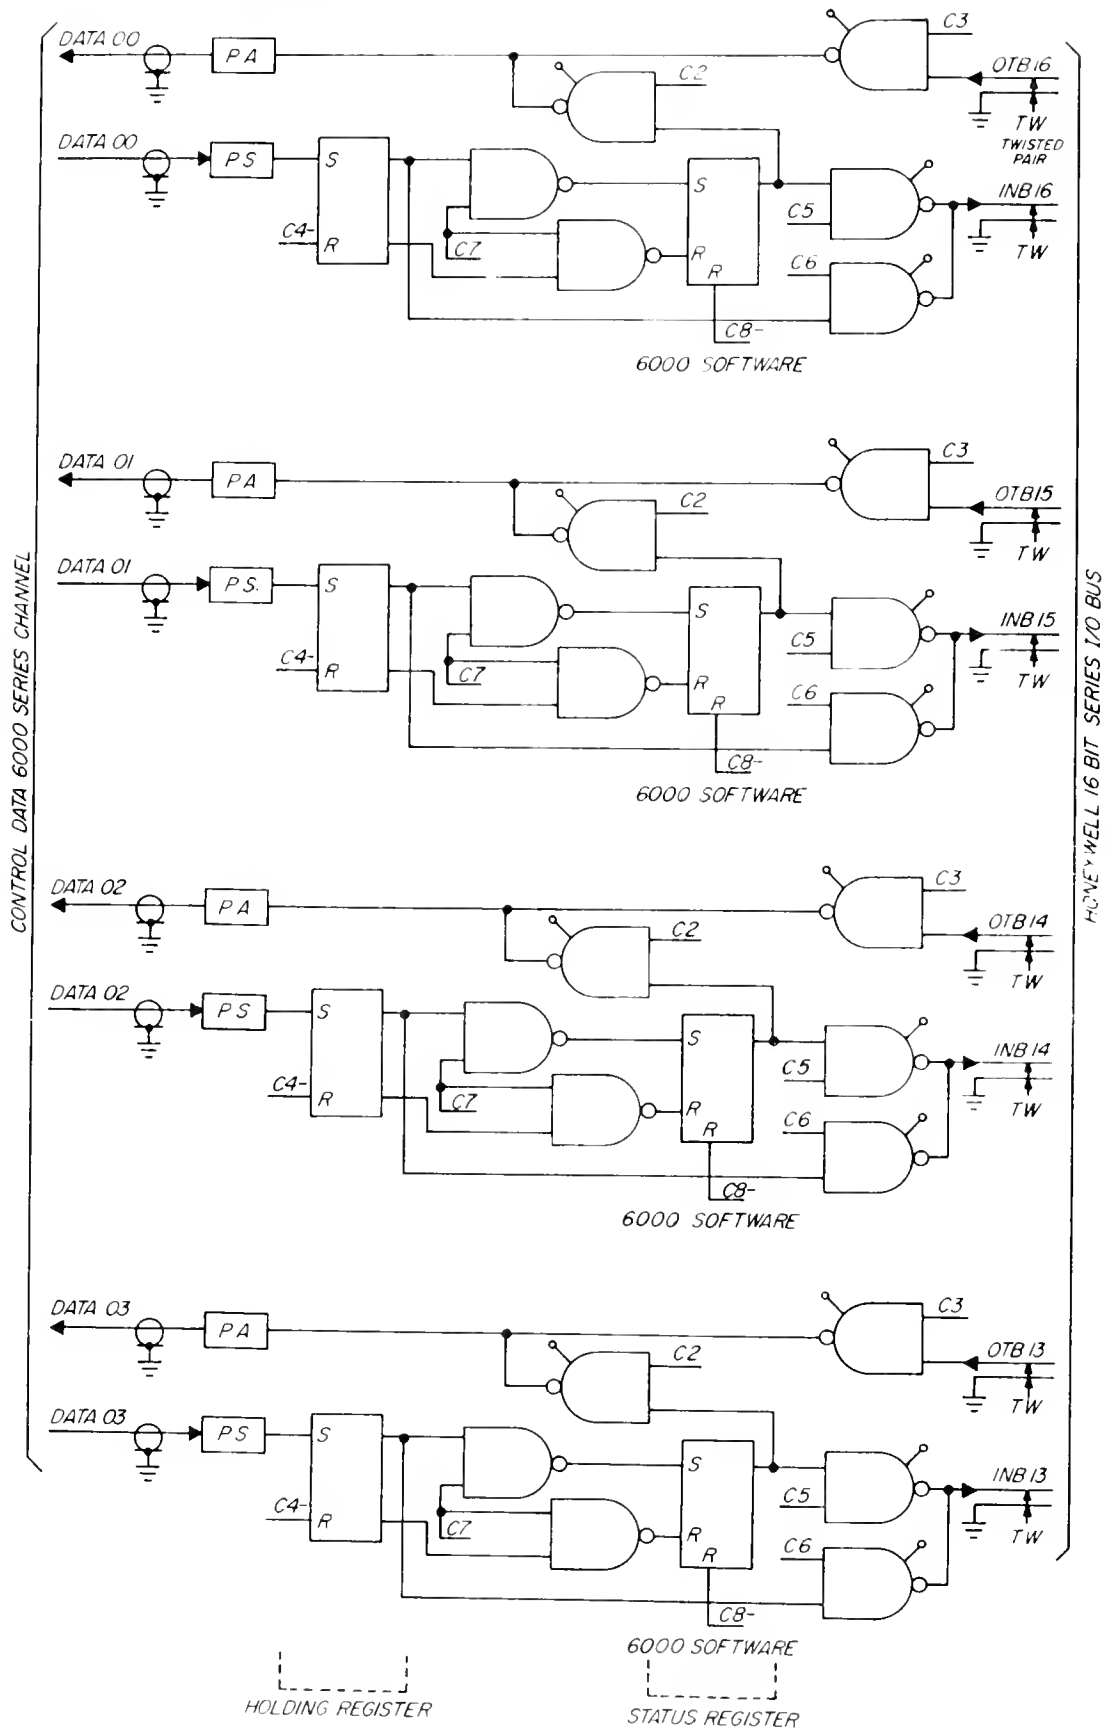 CONTROL DATA 6000 SERIES CHANNEL
HONEYWELL 16 BIT SERIES I/O BUS
DATA 00
PA
C3
OTB16
TW
TWISTED
PAIR
C2
DATA 00
PS
S
C4-
R
C7
S
R
R
C5
INB16
TW
C6
C8-
6000 SOFTWARE
DATA 01
PA
C3
OTB15
TW
C2
DATA 01
PS.
S
C4-
R
C7
S
R
R
C5
INB15
TW
C6
C8-
6000 SOFTWARE
DATA 02
PA
C3
OTB14
TW
C2
DATA 02
PS
S
C4-
R
C7
S
R
R
C5
INB14
TW
C6
C8-
6000 SOFTWARE
DATA 03
PA
C3
OTB13
TW
C2
DATA 03
PS
S
C4-
R
C7
S
R
R
C5
INB13
TW
C6
C8-
6000 SOFTWARE
HOLDING REGISTER
STATUS REGISTER